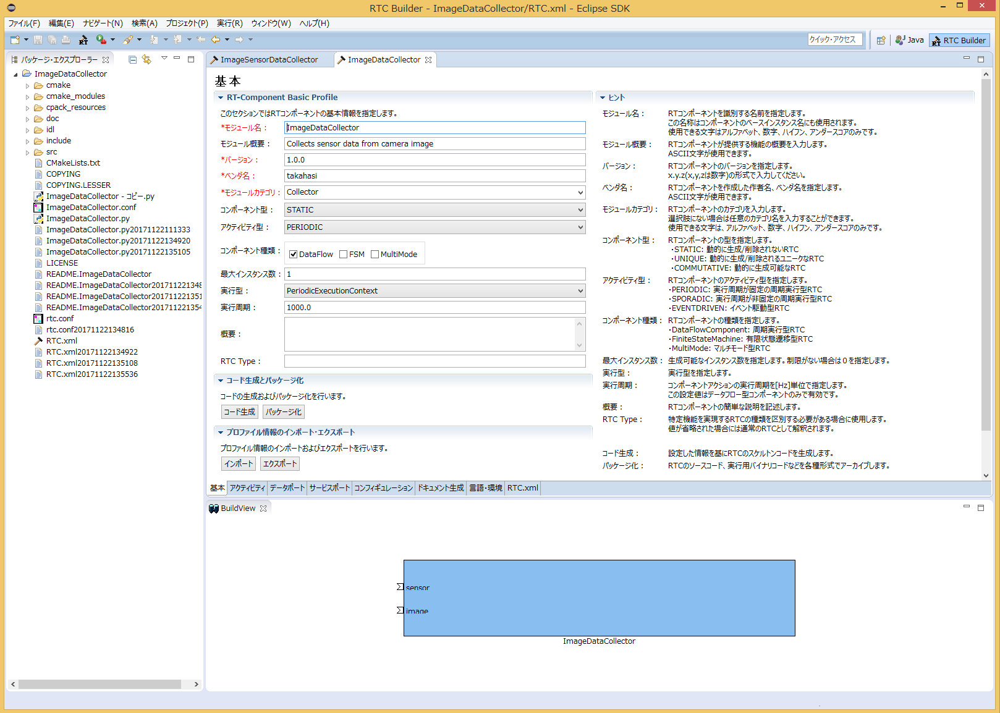 RTC Builder - ImageDataCollector/RTC.xml - Eclipse SDK
ファイル(F) 編集(E) ナビゲート(N) 検索(A) プロジェクト(P) 実行(R) ウィンドウ(W) ヘルプ(H)
クイック・アクセス Java RTC Builder
パッケージ・エクスプローラー
ImageDataCollector
cmake
cmake_modules
cpack_resources
doc
idl
include
src
CMakeLists.txt
COPYING
COPYING.LESSER
ImageDataCollector - コピー.py
ImageDataCollector.conf
ImageDataCollector.py
ImageDataCollector.py20171122111333
ImageDataCollector.py20171122134920
ImageDataCollector.py20171122135105
LICENSE
README.ImageDataCollector
README.ImageDataCollector201711221348
README.ImageDataCollector201711221351
README.ImageDataCollector201711221354
rtc.conf
rtc.conf20171122134816
RTC.xml
RTC.xml20171122134922
RTC.xml20171122135108
RTC.xml20171122135536
ImageSensorDataCollector ImageDataCollector
基本
RT-Component Basic Profile
このセクションではRTコンポーネントの基本情報を指定します。
*モジュール名： ImageDataCollector
モジュール概要： Collects sensor data from camera image
*バージョン： 1.0.0
*ベンダ名： takahasi
*モジュールカテゴリ： Collector
コンポーネント型： STATIC
アクティビティ型： PERIODIC
コンポーネント種類： DataFlow FSM MultiMode
最大インスタンス数： 1
実行型： PeriodicExecutionContext
実行周期： 1000.0
概要：
RTC Type：
コード生成とパッケージ化
コードの生成およびパッケージ化を行います。
コード生成 パッケージ化
プロファイル情報のインポート・エクスポート
プロファイル情報のインポートおよびエクスポートを行います。
インポート エクスポート
ヒント
モジュール名： RTコンポーネントを識別する名前を指定します。
この名称はコンポーネントのベースインスタンス名にも使用されます。
使用できる文字はアルファベット、数字、ハイフン、アンダースコアのみです。
モジュール概要： RTコンポーネントが提供する機能の概要を入力します。
ASCII文字が使用できます。
バージョン： RTコンポーネントのバージョンを指定します。
x.y.z(x,y,zは数字)の形式で入力してください。
ベンダ名： RTコンポーネントを作成した作者名、ベンダ名を指定します。
ASCII文字が使用できます。
モジュールカテゴリ： RTコンポーネントのカテゴリを入力します。
選択肢にない場合は任意のカテゴリ名を入力することができます。
使用できる文字は、アルファベット、数字、ハイフン、アンダースコアのみです。
コンポーネント型： RTコンポーネントの型を指定します。
・STATIC: 動的に生成/削除されないRTC
・UNIQUE: 動的に生成/削除されるユニークなRTC
・COMMUTATIVE: 動的に生成可能なRTC
アクティビティ型： RTコンポーネントのアクティビティ型を指定します。
・PERIODIC: 実行周期が固定の周期実行型RTC
・SPORADIC: 実行周期が非固定の周期実行型RTC
・EVENTDRIVEN: イベント駆動型RTC
コンポーネント種類： RTコンポーネントの種類を指定します。
・DataFlowComponent: 周期実行型RTC
・FiniteStateMachine: 有限状態遷移型RTC
・MultiMode: マルチモード型RTC
最大インスタンス数： 生成可能なインスタンス数を指定します。制限がない場合は０を指定します。
実行型： 実行型を指定します。
実行周期： コンポーネントアクションの実行周期を[Hz]単位で指定します。
この設定値はデータフロー型コンポーネントのみで有効です。
概要： RTコンポーネントの簡単な説明を記述します。
RTC Type： 特定機能を実現するRTCの種類を区別する必要がある場合に使用します。
値が省略された場合には通常のRTCとして解釈されます。
コード生成： 設定した情報を基にRTCのスケルトンコードを生成します。
パッケージ化： RTCのソースコード、実行用バイナリコードなどを各種形式でアーカイブします。
基本 アクティビティ データポート サービスポート コンフィギュレーション ドキュメント生成 言語・環境 RTC.xml
BuildView
sensor
image
ImageDataCollector